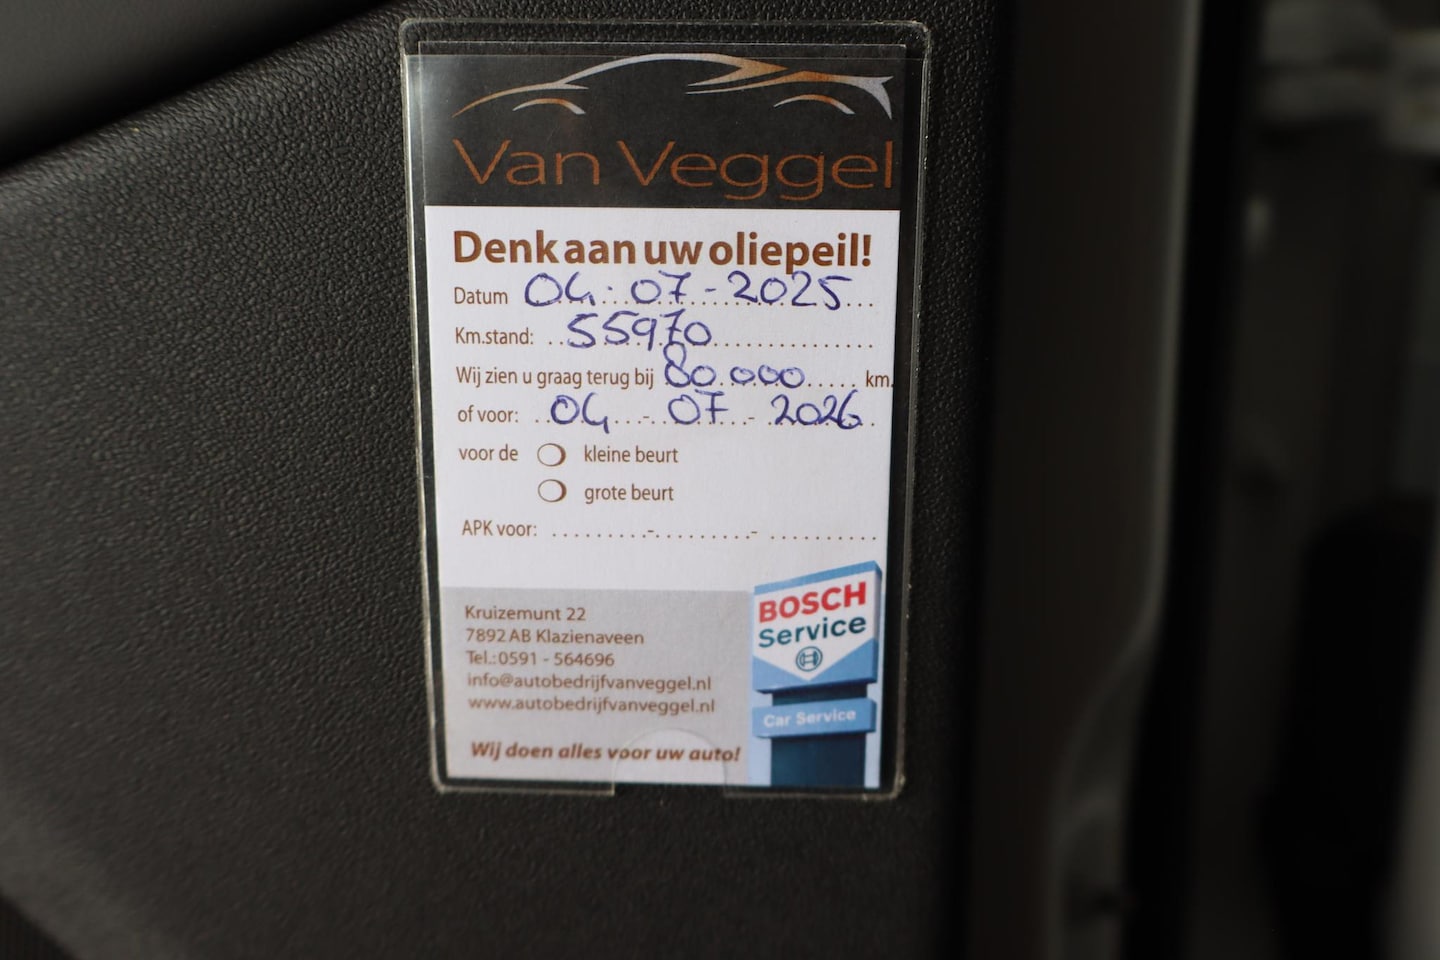 Van Veggel
Denk aan uw oliepeil!
Datum 04-07-2025
Km.stand: 55970
Wij zien u graag terug bij 80.000 km.
of voor: 04-07-2026
voor de kleine beurt
grote beurt
APK voor: .........-.........-.........
Kruizemunt 22
7892 AB Klazienaveen
Tel.: 0591 - 564696
info@autobedrijfvanveggel.nl
www.autobedrijfvanveggel.nl
Wij doen alles voor uw auto!
BOSCH
Service
Car Service